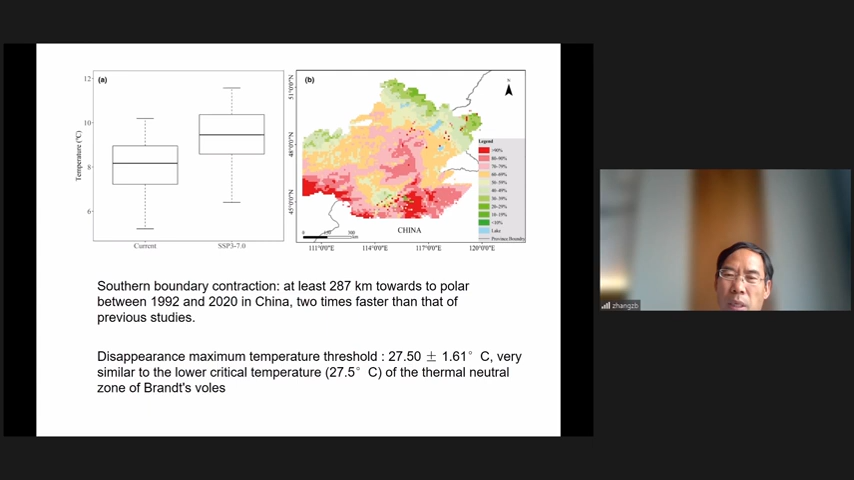 (a)
12
10
8
6
Temperature (°C)
Current
SSP3-7.0
(b)
N
51°0'0"N
48°0'0"N
45°0'0"N
Legend
>90%
80-90%
70-79%
60-69%
50-59%
40-49%
30-39%
20-29%
10-19%
<10%
Lake
Province Boundary
CHINA
111°0'0"E
114°0'0"E
117°0'0"E
120°0'0"E
Southern boundary contraction: at least 287 km towards to polar
between 1992 and 2020 in China, two times faster than that of
previous studies.
Disappearance maximum temperature threshold : 27.50 ± 1.61° C, very
similar to the lower critical temperature (27.5° C) of the thermal neutral
zone of Brandt's voles
zhangzb